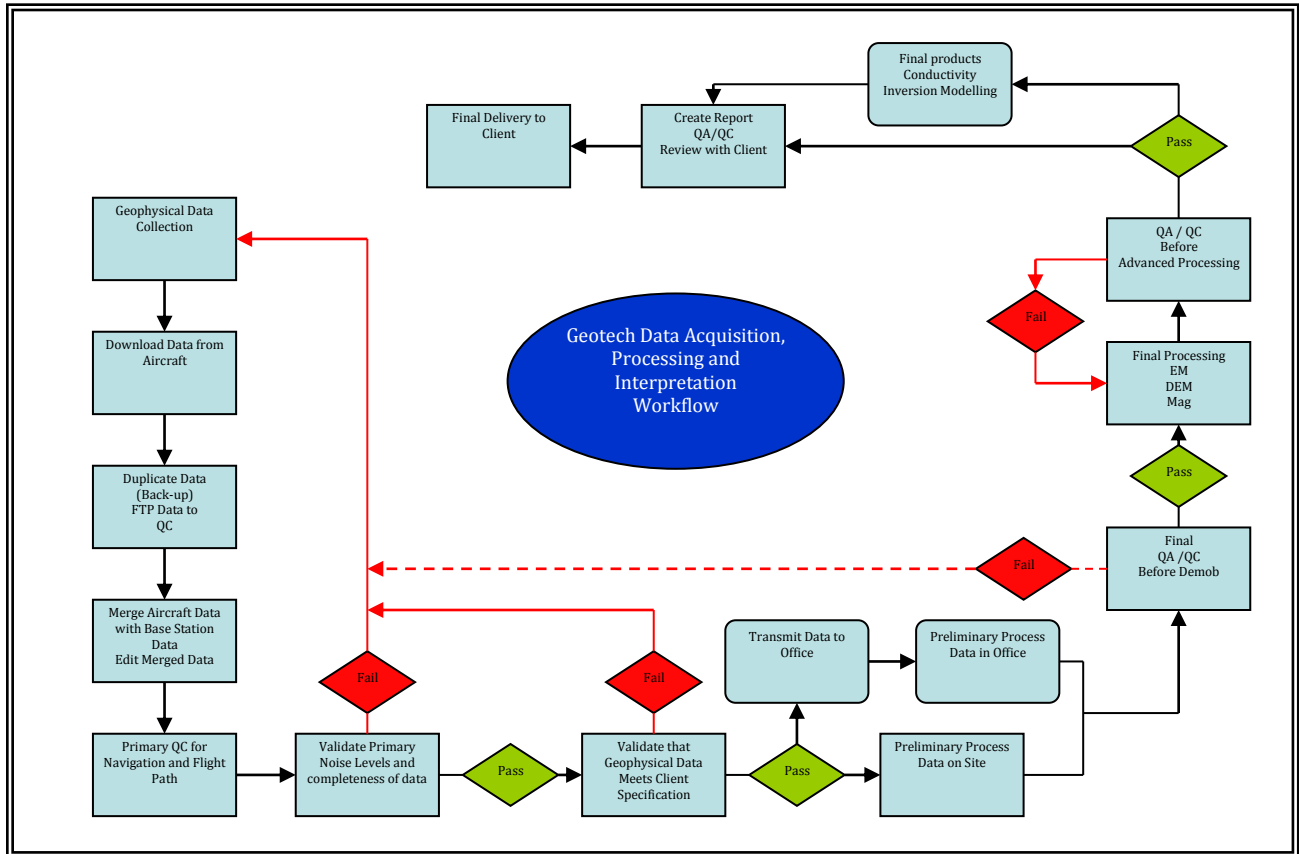 Final products
Conductivity
Inversion Modelling
Final Delivery to
Client
Create Report
QA/QC
Review with Client
Pass
Geophysical Data
Collection
QA / QC
Before
Advanced Processing
Fail
Geotech Data Acquisition,
Processing and
Interpretation
Workflow
Download Data from
Aircraft
Final Processing
EM
DEM
Mag
Duplicate Data
(Back-up)
FTP Data to
QC
Pass
Final
QA /QC
Before Demob
Fail
Merge Aircraft Data
with Base Station
Data
Edit Merged Data
Fail
Fail
Transmit Data to
Office
Preliminary Process
Data in Office
Primary QC for
Navigation and Flight
Path
Validate Primary
Noise Levels and
completeness of data
Pass
Validate that
Geophysical Data
Meets Client
Specification
Pass
Preliminary Process
Data on Site